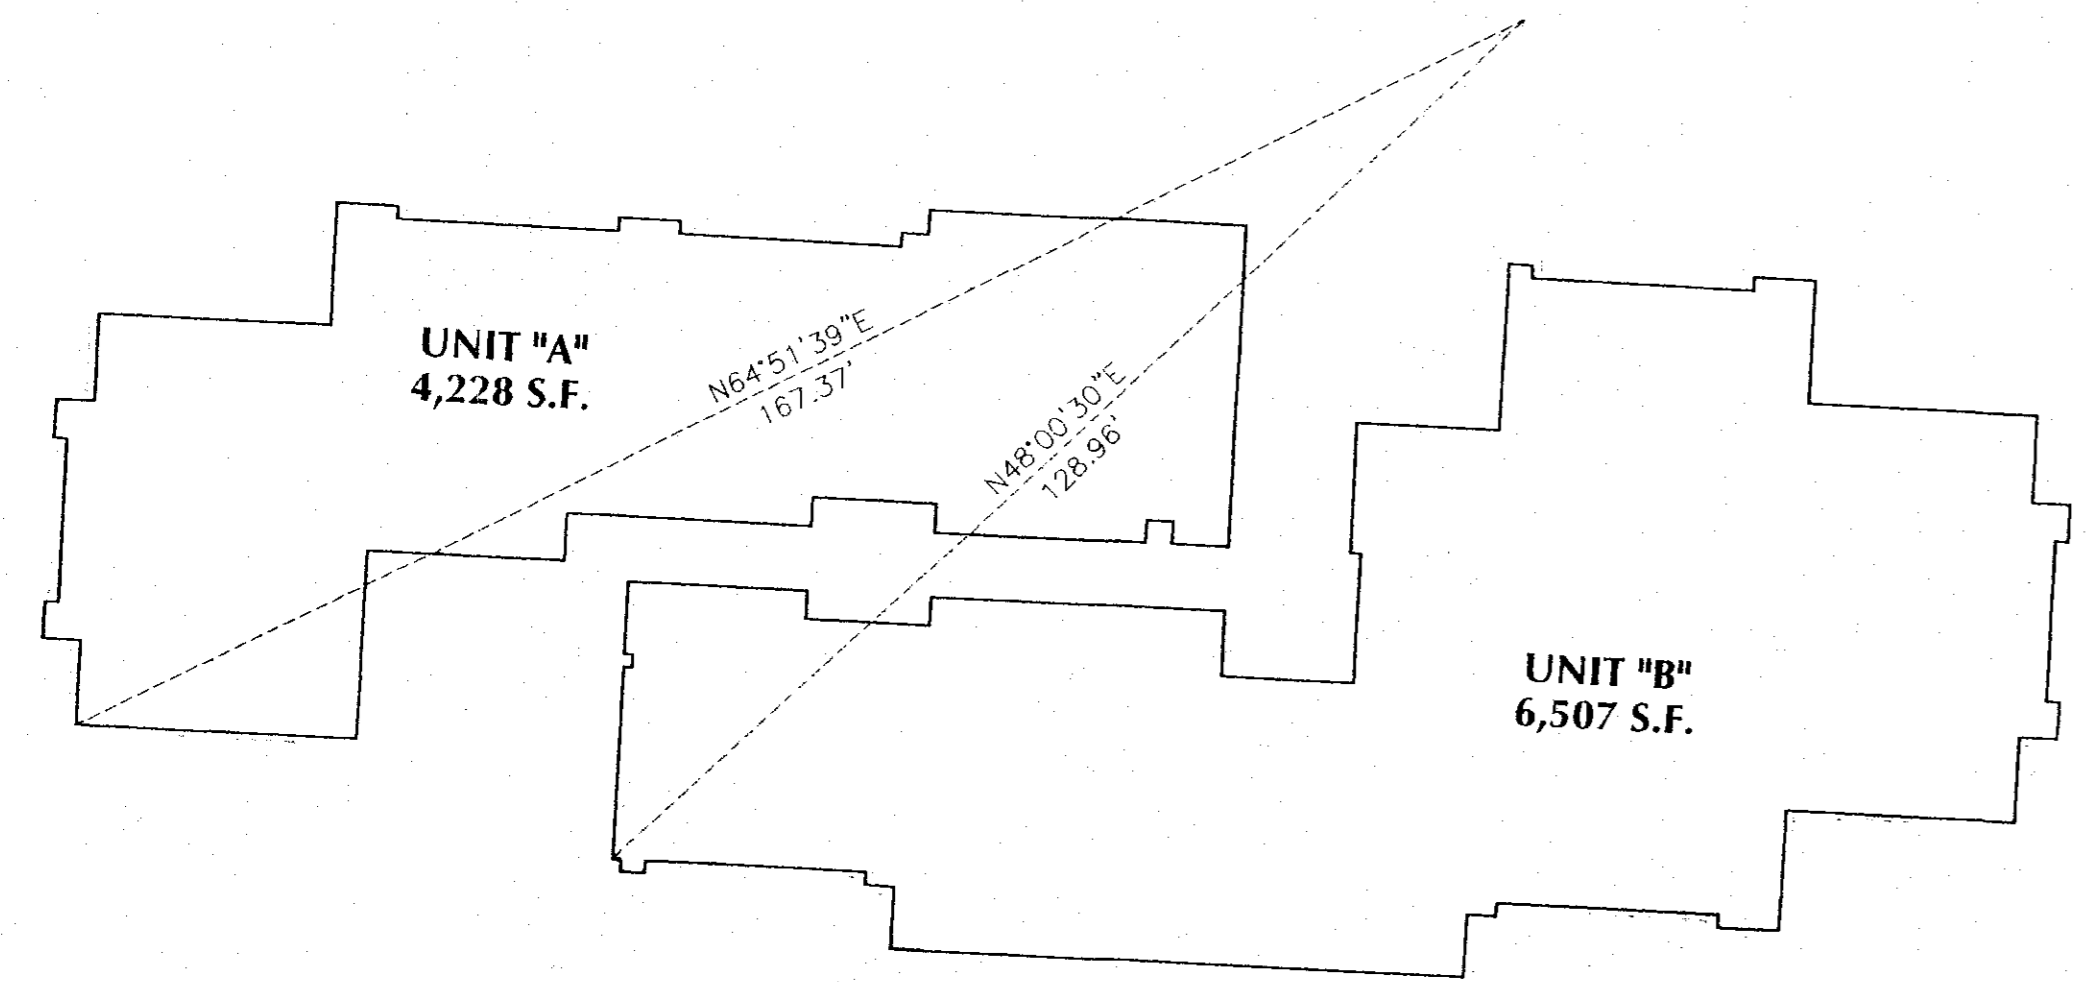 UNIT "A"
4,228 S.F.
N64°51'39"E
167.37'
N48°00'30"E
128.96'
UNIT "B"
6,507 S.F.